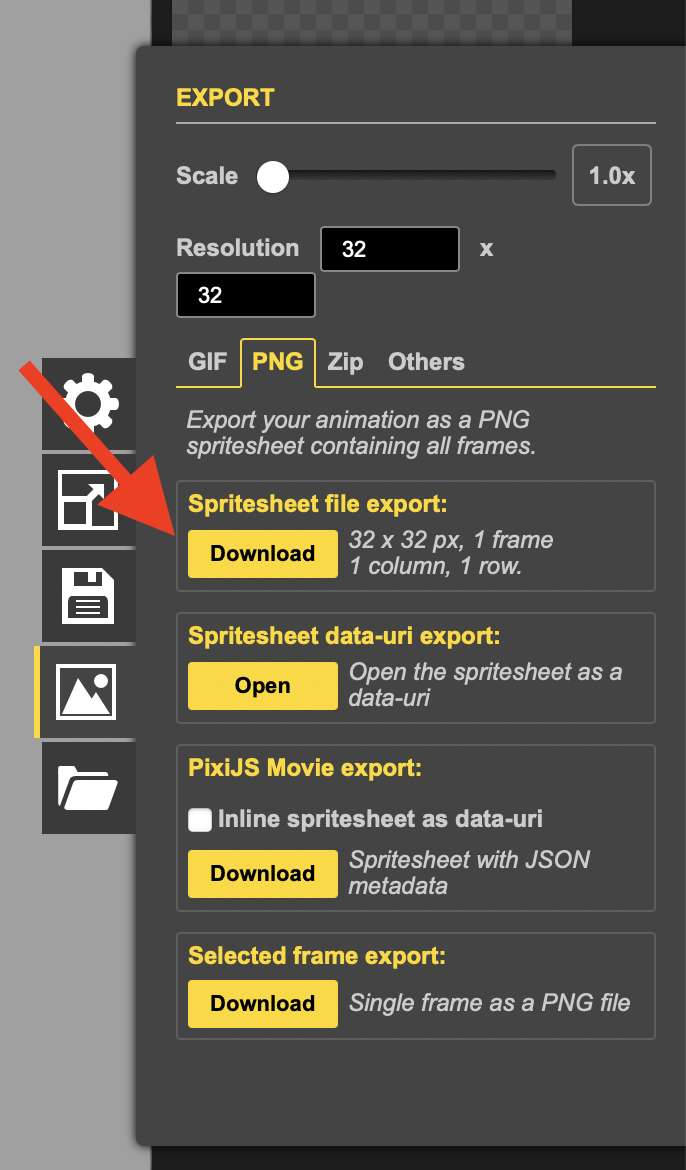 EXPORT
Scale 1.0x
Resolution 32 x
32
GIF PNG Zip Others
Export your animation as a PNG
spritesheet containing all frames.
Spritesheet file export:
Download
32 x 32 px, 1 frame
1 column, 1 row.
Spritesheet data-uri export:
Open
Open the spritesheet as a
data-uri
PixiJS Movie export:
Inline spritesheet as data-uri
Download
Spritesheet with JSON
metadata
Selected frame export:
Download Single frame as a PNG file